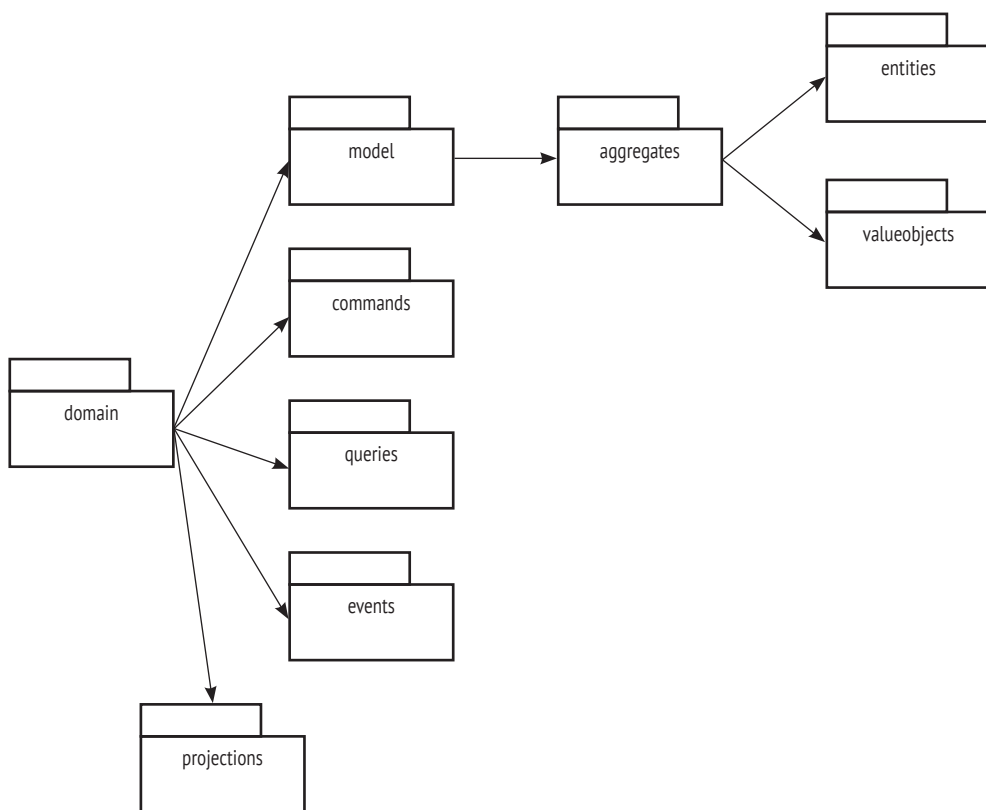 entities
model
aggregates
valueobjects
commands
domain
queries
events
projections